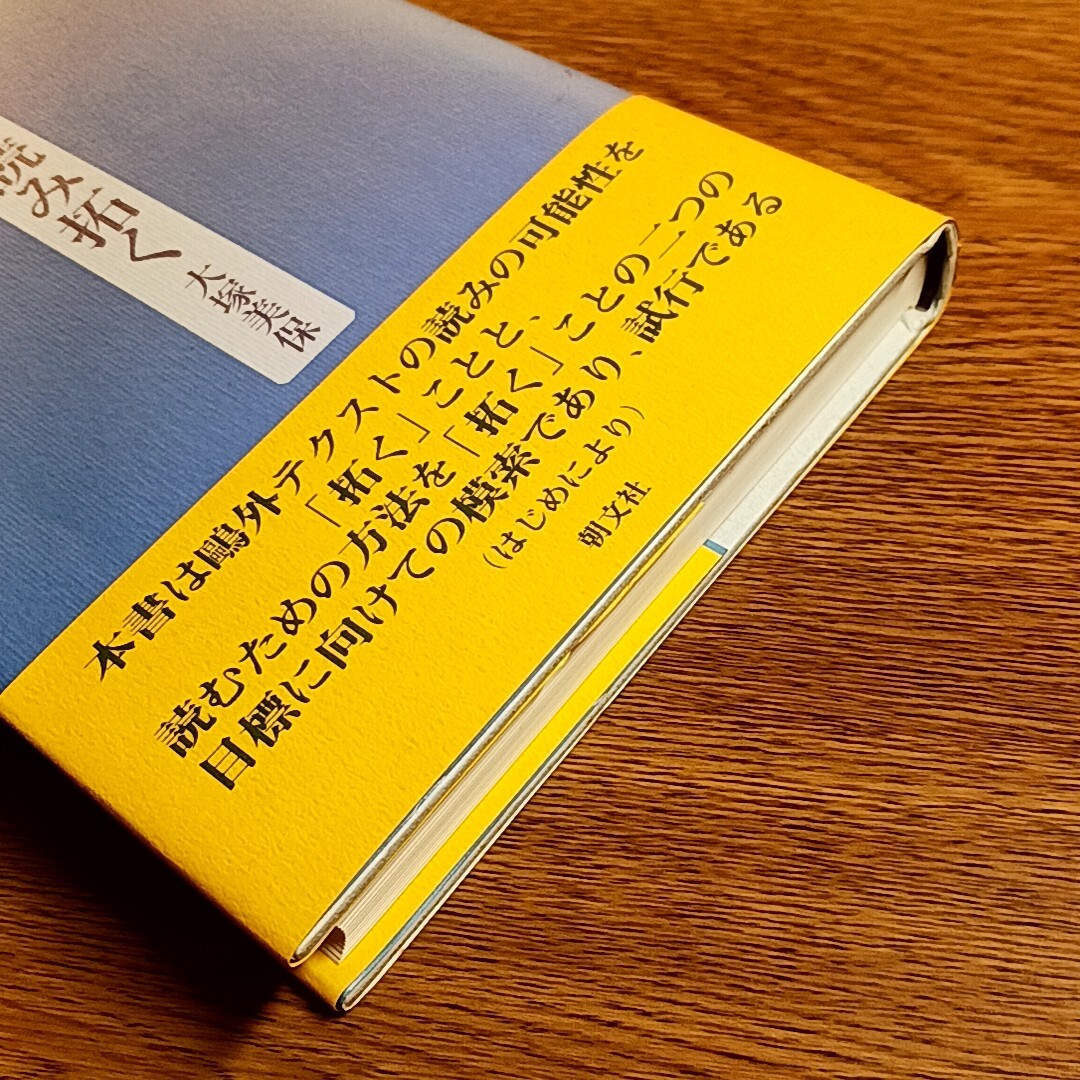 読み拓く
大塚美保
本書は鷗外テクストの読みの可能性を
「拓く」ことと、
読むための方法を「拓く」ことの二つの
目標に向けての模索であり、試行である
(はじめにより)
朝文社